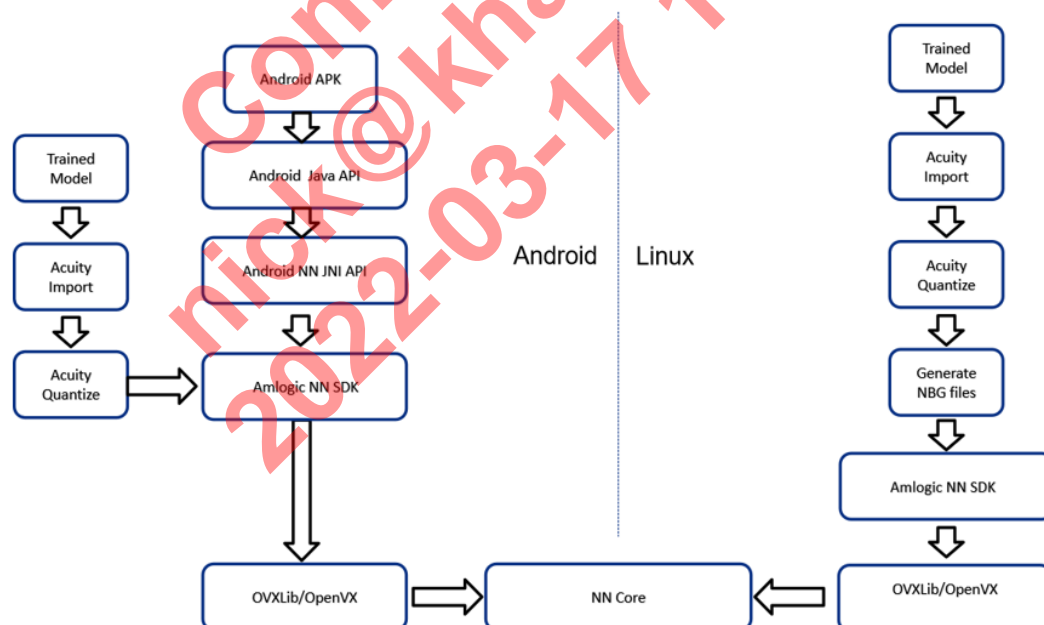 Trained
Model
Acuity
Import
Acuity
Quantize
Android APK
Android Java API
Android NN JNI API
Amlogic NN SDK
OVXLib/OpenVX
Android
Linux
NN Core
Trained
Model
Acuity
Import
Acuity
Quantize
Generate
NBG files
Amlogic NN SDK
OVXLib/OpenVX
nick@kha
2022-03-17 1